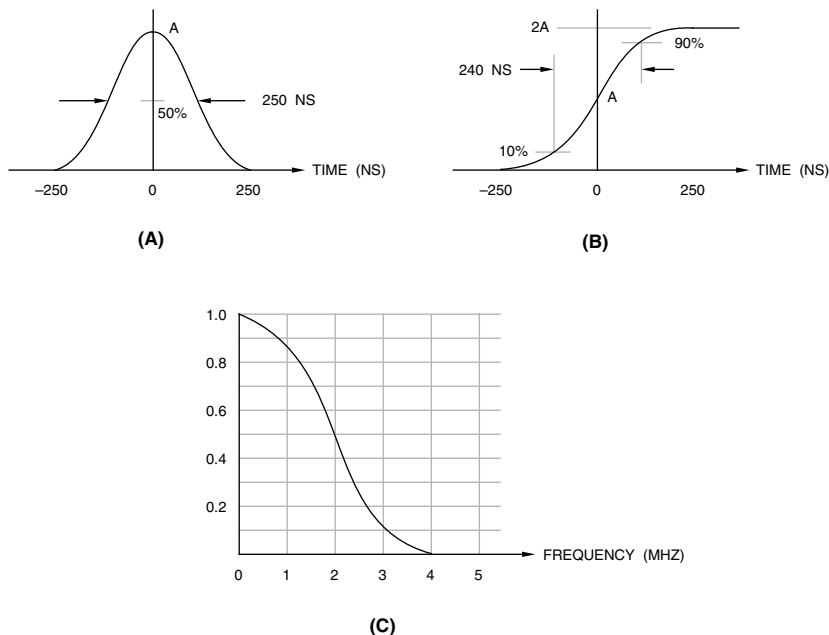 A
50%
250 NS
TIME (NS)
–250
0
250
(A)
2A
90%
240 NS
A
10%
TIME (NS)
–250
0
250
(B)
1.0
0.8
0.6
0.4
0.2
FREQUENCY (MHZ)
0
1
2
3
4
5
(C)